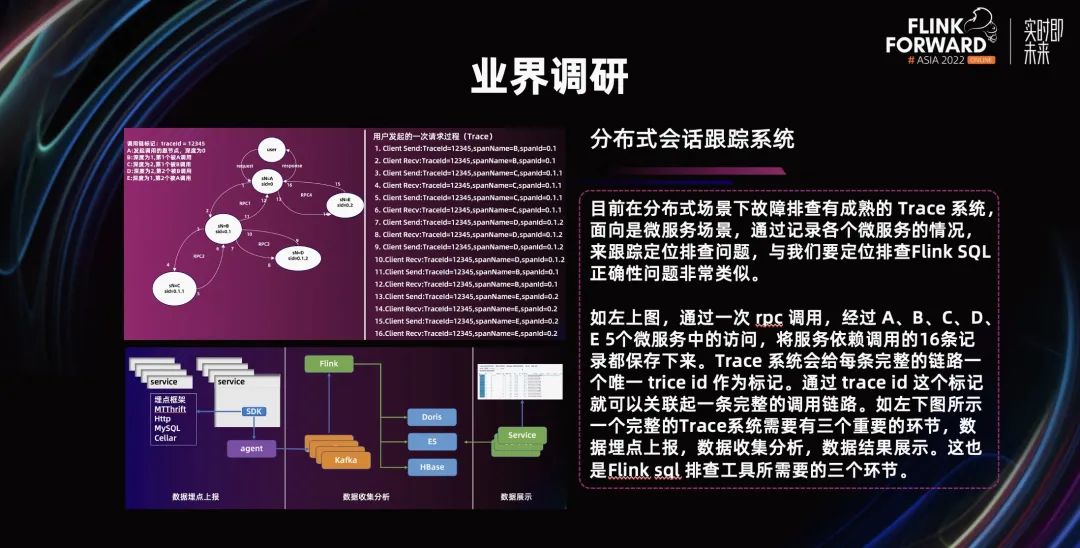 FLINK
FORWARD
# ASIA 2022 ONLINE
实时即
未来
业界调研
调用链标记：traceId = 12345
A:发起调用的跟节点，深度为0
B:深度为1,第1个被A调用
C:深度为2,第1个被B调用
D:深度为2,第2个被B调用
E:深度为1,第2个被A调用
user
request
response
sN=A
sid=0
1
16
15
RPC1
RPC4
12
13
14
sN=E
sid=0.2
2
11
sN=B
sid=0.1
3
6
7
10
RPC3
9
RPC2
8
sN=D
sid=0.1.2
4
5
sN=C
sid=0.1.1
用户发起的一次请求过程（Trace）
1. Client Send:TraceId=12345,spanName=B,spanId=0.1
2. Client Recv:TraceId=12345,spanName=B,spanId=0.1
3. Client Send:TraceId=12345,spanName=C,spanId=0.1.1
4. Client Recv:TraceId=12345,spanName=C,spanId=0.1.1
5. Client Send:TraceId=12345,spanName=C,spanId=0.1.1
6. Client Recv:TraceId=12345,spanName=C,spanId=0.1.1
7. Client Send:TraceId=12345,spanName=D,spanId=0.1.2
8. Client Recv:TraceId=12345,spanName=D,spanId=0.1.2
9. Client Send:TraceId=12345,spanName=D,spanId=0.1.2
10.Client Recv:TraceId=12345,spanName=D,spanId=0.1.2
11.Client Send:TraceId=12345,spanName=B,spanId=0.1
12.Client Recv:TraceId=12345,spanName=B,spanId=0.1
13.Client Send:TraceId=12345,spanName=E,spanId=0.2
14.Client Recv:TraceId=12345,spanName=E,spanId=0.2
15.Client Send:TraceId=12345,spanName=E,spanId=0.2
16.Client Recv:TraceId=12345,spanName=E,spanId=0.2
service
service
埋点框架
MTThrift
Http
MySQL
Cellar
SDK
agent
Flink
Kafka
Doris
ES
HBase
Service
数据埋点上报
数据收集分析
数据展示
分布式会话跟踪系统
目前在分布式场景下故障排查有成熟的 Trace 系统，
面向是微服务场景，通过记录各个微服务的情况，
来跟踪定位排查问题，与我们要定位排查Flink SQL
正确性问题非常类似。
如左上图，通过一次 rpc 调用，经过 A、B、C、D、
E 5个微服务中的访问，将服务依赖调用的16条记
录都保存下来。Trace 系统会给每条完整的链路一
个唯一 trice id 作为标记。通过 trace id 这个标记
就可以关联起一条完整的调用链路。如左下图所示
一个完整的Trace系统需要有三个重要的环节，数
据埋点上报，数据收集分析，数据结果展示。这也
是Flink sql 排查工具所需要的三个环节。